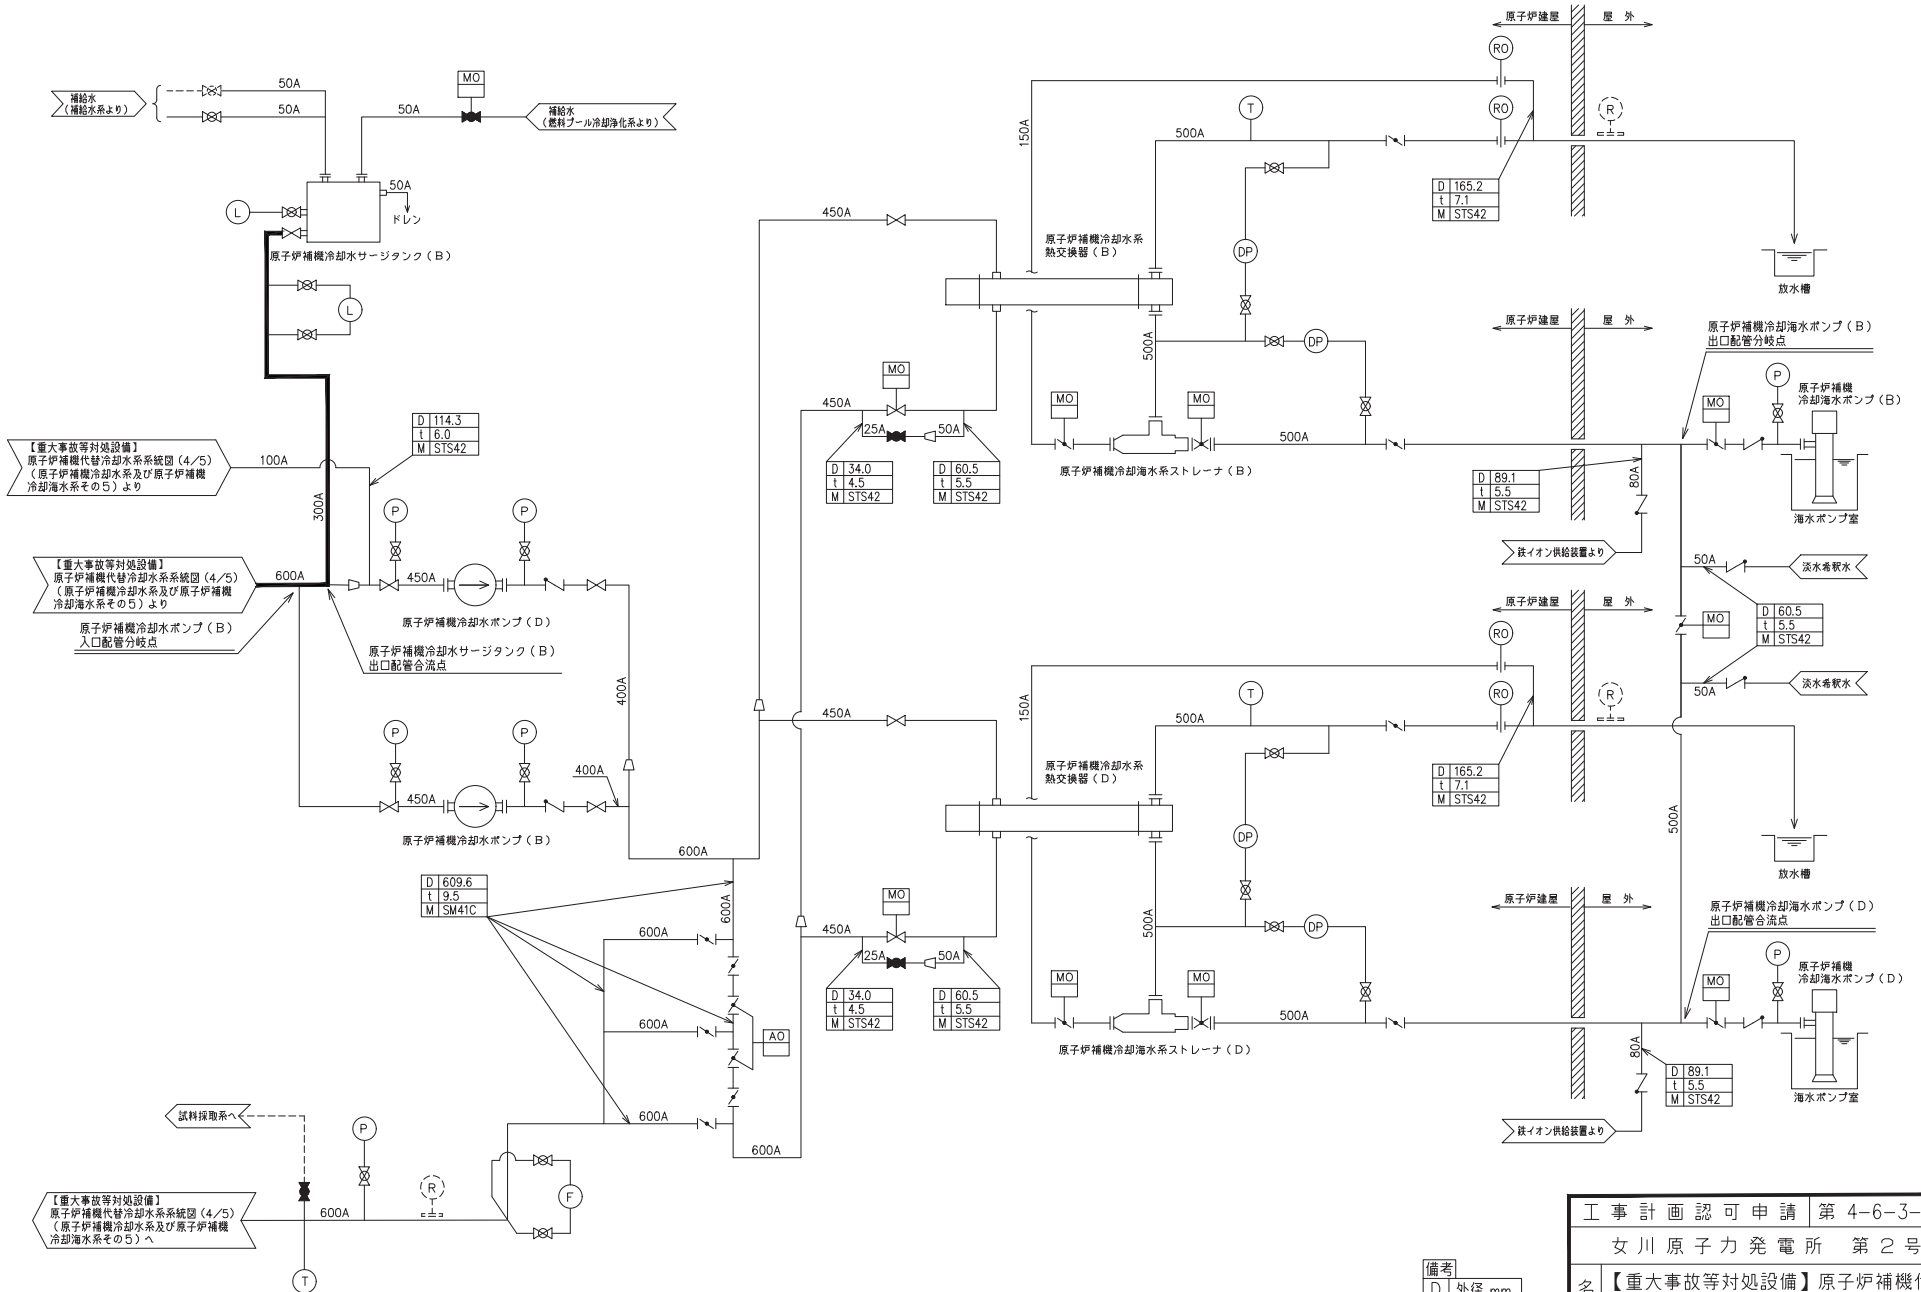 原子炉建屋
屋 外
RO
補給水
(補給水系より)
50A
50A
50A
MO
補給水
(燃料プール冷却浄化系より)
50A
ドレン
L
原子炉補機冷却水サージタンク(B)
L
300A
【重大事故等対処設備】
原子炉補機代替冷却水系系統図(4/5)
(原子炉補機冷却水系及び原子炉補機
冷却海水系その5)より
100A
D 114.3
t 6.0
M STS42
【重大事故等対処設備】
原子炉補機代替冷却水系系統図(4/5)
(原子炉補機冷却水系及び原子炉補機
冷却海水系その5)より
600A
原子炉補機冷却水ポンプ(B)
入口配管分岐点
原子炉補機冷却水サージタンク(B)
出口配管合流点
P
P
450A
原子炉補機冷却水ポンプ(D)
400A
P
P
450A
400A
原子炉補機冷却水ポンプ(B)
600A
D 609.6
t 9.5
M SM41C
600A
600A
600A
600A
AO
600A
試料採取系へ
P
R
F
T
600A
【重大事故等対処設備】
原子炉補機代替冷却水系系統図(4/5)
(原子炉補機冷却水系及び原子炉補機
冷却海水系その5)へ
450A
原子炉補機冷却水系
熱交換器(B)
150A
T
500A
RO
R
D 165.2
t 7.1
M STS42
DP
DP
放水槽
MO
450A
25A
50A
D 34.0
t 4.5
M STS42
D 60.5
t 5.5
M STS42
500A
MO
MO
500A
原子炉補機冷却海水系ストレーナ(B)
原子炉建屋
屋 外
原子炉補機冷却海水ポンプ(B)
出口配管分岐点
MO
P
原子炉補機
冷却海水ポンプ(B)
海水ポンプ室
D 89.1
t 5.5
M STS42
80A
鉄イオン供給装置より
50A
淡水希釈水
MO
D 60.5
t 5.5
M STS42
50A
淡水希釈水
500A
原子炉建屋
屋 外
RO
450A
原子炉補機冷却水系
熱交換器(D)
150A
T
500A
RO
R
D 165.2
t 7.1
M STS42
DP
DP
放水槽
MO
450A
25A
50A
D 34.0
t 4.5
M STS42
D 60.5
t 5.5
M STS42
500A
MO
MO
500A
原子炉補機冷却海水系ストレーナ(D)
原子炉建屋
屋 外
原子炉補機冷却海水ポンプ(D)
出口配管合流点
MO
P
原子炉補機
冷却海水ポンプ(D)
海水ポンプ室
80A
D 89.1
t 5.5
M STS42
鉄イオン供給装置より
備考
D 外径 mm
工事計画認可申請 第 4-6-3-
女川原子力発電所 第2号
名
【重大事故等対処設備】原子炉補機